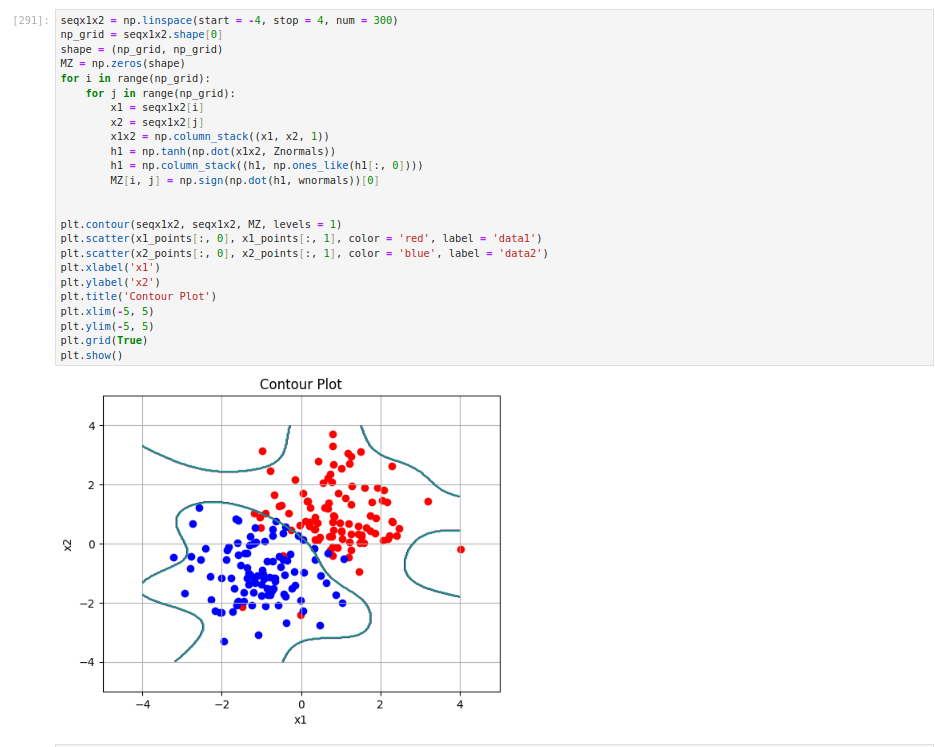 [291]:
seqx1x2 = np.linspace(start = -4, stop = 4, num = 300)
np_grid = seqx1x2.shape[0]
shape = (np_grid, np_grid)
MZ = np.zeros(shape)
for i in range(np_grid):
    for j in range(np_grid):
        x1 = seqx1x2[i]
        x2 = seqx1x2[j]
        x1x2 = np.column_stack((x1, x2, 1))
        h1 = np.tanh(np.dot(x1x2, Znormals))
        h1 = np.column_stack((h1, np.ones_like(h1[:, 0])))
        MZ[i, j] = np.sign(np.dot(h1, wnormals))[0]
plt.contour(seqx1x2, seqx1x2, MZ, levels = 1)
plt.scatter(x1_points[:, 0], x1_points[:, 1], color = 'red', label = 'data1')
plt.scatter(x2_points[:, 0], x2_points[:, 1], color = 'blue', label = 'data2')
plt.xlabel('x1')
plt.ylabel('x2')
plt.title('Contour Plot')
plt.xlim(-5, 5)
plt.ylim(-5, 5)
plt.grid(True)
plt.show()
Contour Plot
4
2
0
−2
−4
x2
−4 −2 0 2 4
x1